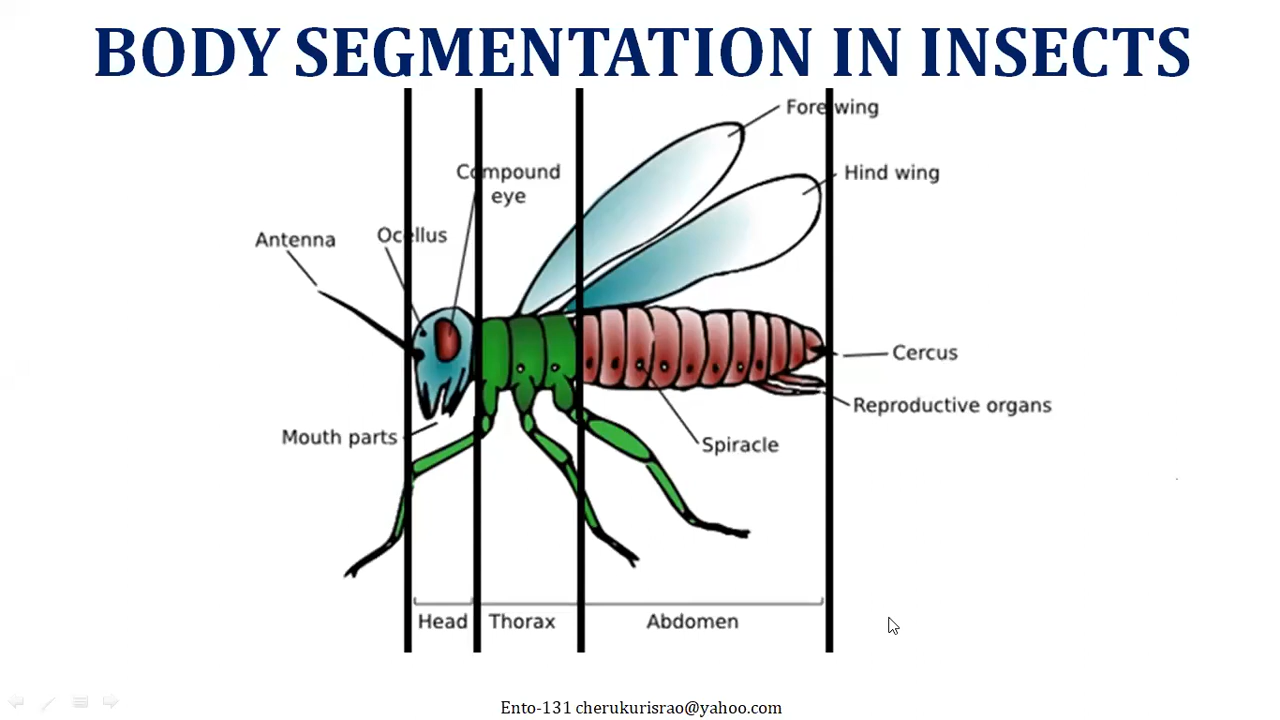 BODY SEGMENTATION IN INSECTS
Fore wing
Compound
eye
Hind wing
Antenna
Ocellus
Cercus
Reproductive organs
Mouth parts
Spiracle
Head
Thorax
Abdomen
Ento-131 cherukurisrao@yahoo.com